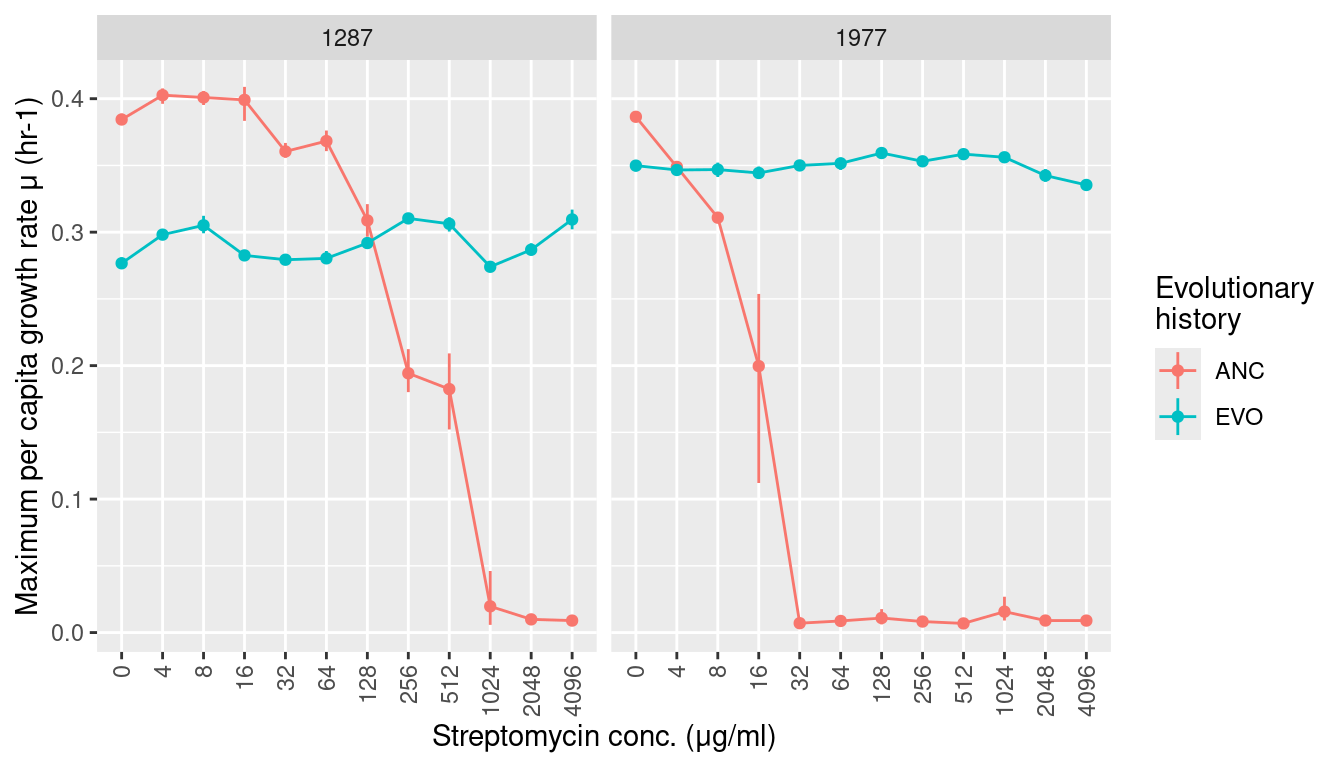 1287 1977
Maximum per capita growth rate μ (hr-1)
0.4
0.3
0.2
0.1
0.0
0 4 8 16 32 64 128 256 512 1024 2048 4096 0 4 8 16 32 64 128 256 512 1024 2048 4096
Streptomycin conc. (μg/ml)
Evolutionary
history
ANC
EVO